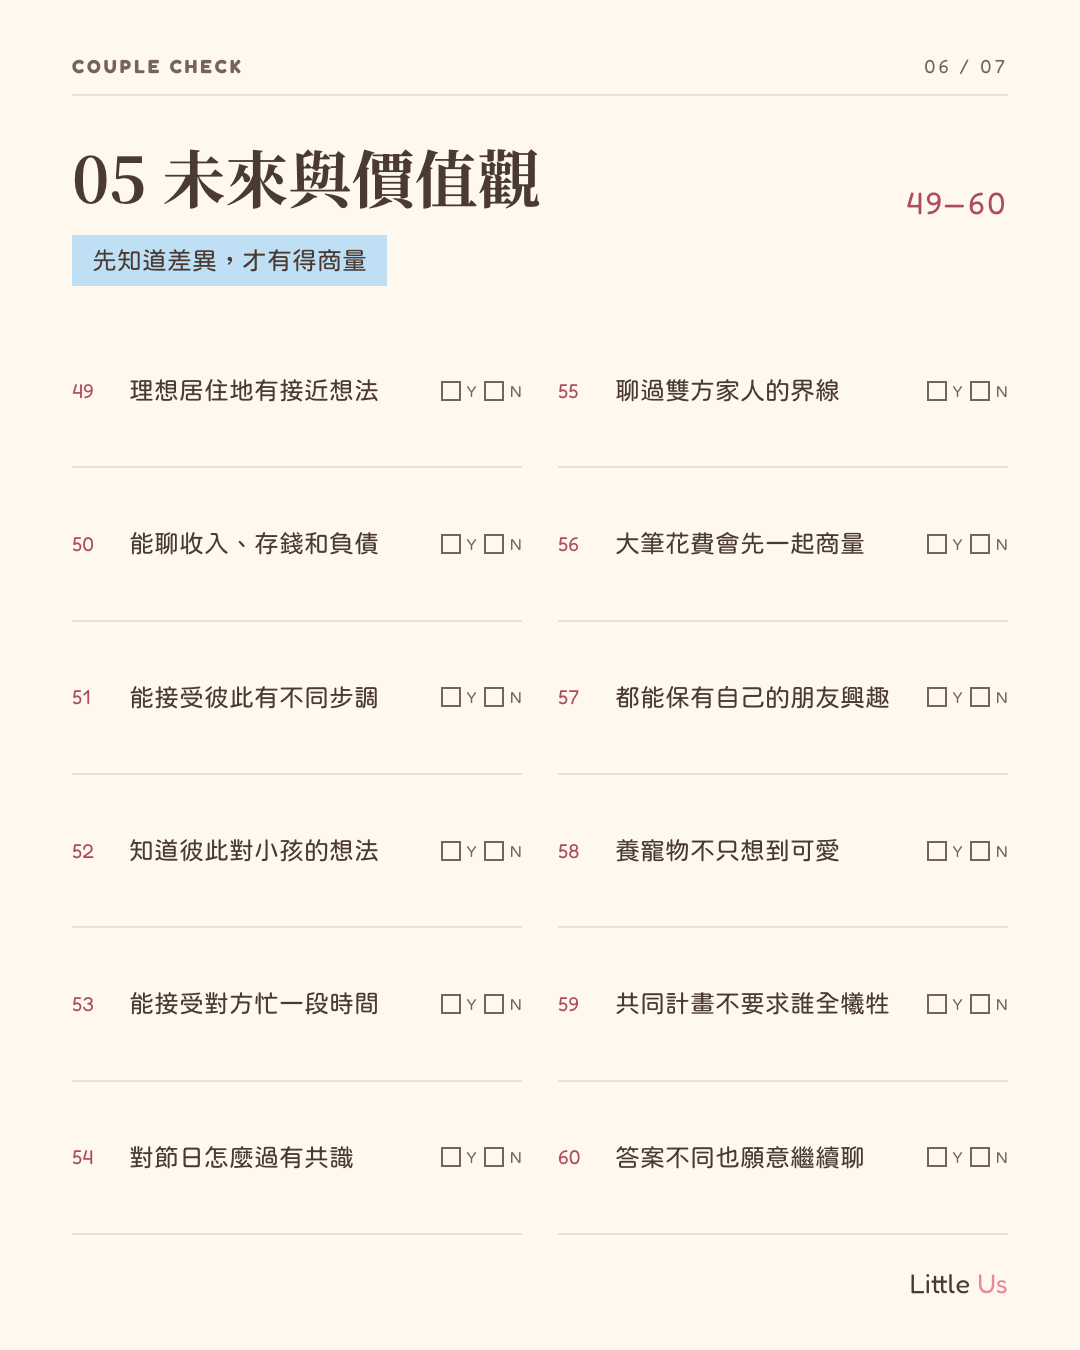 COUPLE CHECK
06 / 07
05 未來與價值觀
49–60
先知道差異，才有得商量
49 理想居住地有接近想法 Y N
50 能聊收入、存錢和負債 Y N
51 能接受彼此有不同步調 Y N
52 知道彼此對小孩的想法 Y N
53 能接受對方忙一段時間 Y N
54 對節日怎麼過有共識 Y N
55 聊過雙方家人的界線 Y N
56 大筆花費會先一起商量 Y N
57 都能保有自己的朋友興趣 Y N
58 養寵物不只想到可愛 Y N
59 共同計畫不要求誰全犧牲 Y N
60 答案不同也願意繼續聊 Y N
Little Us